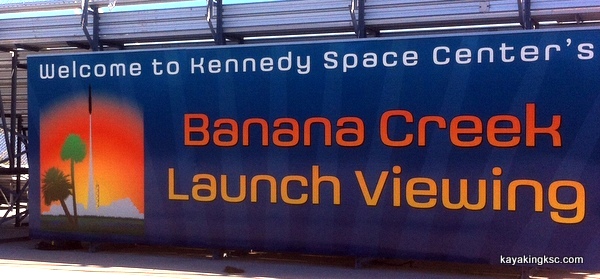 Welcome to Kennedy Space Center's
Banana Creek
Launch Viewing
kayakingksc.com